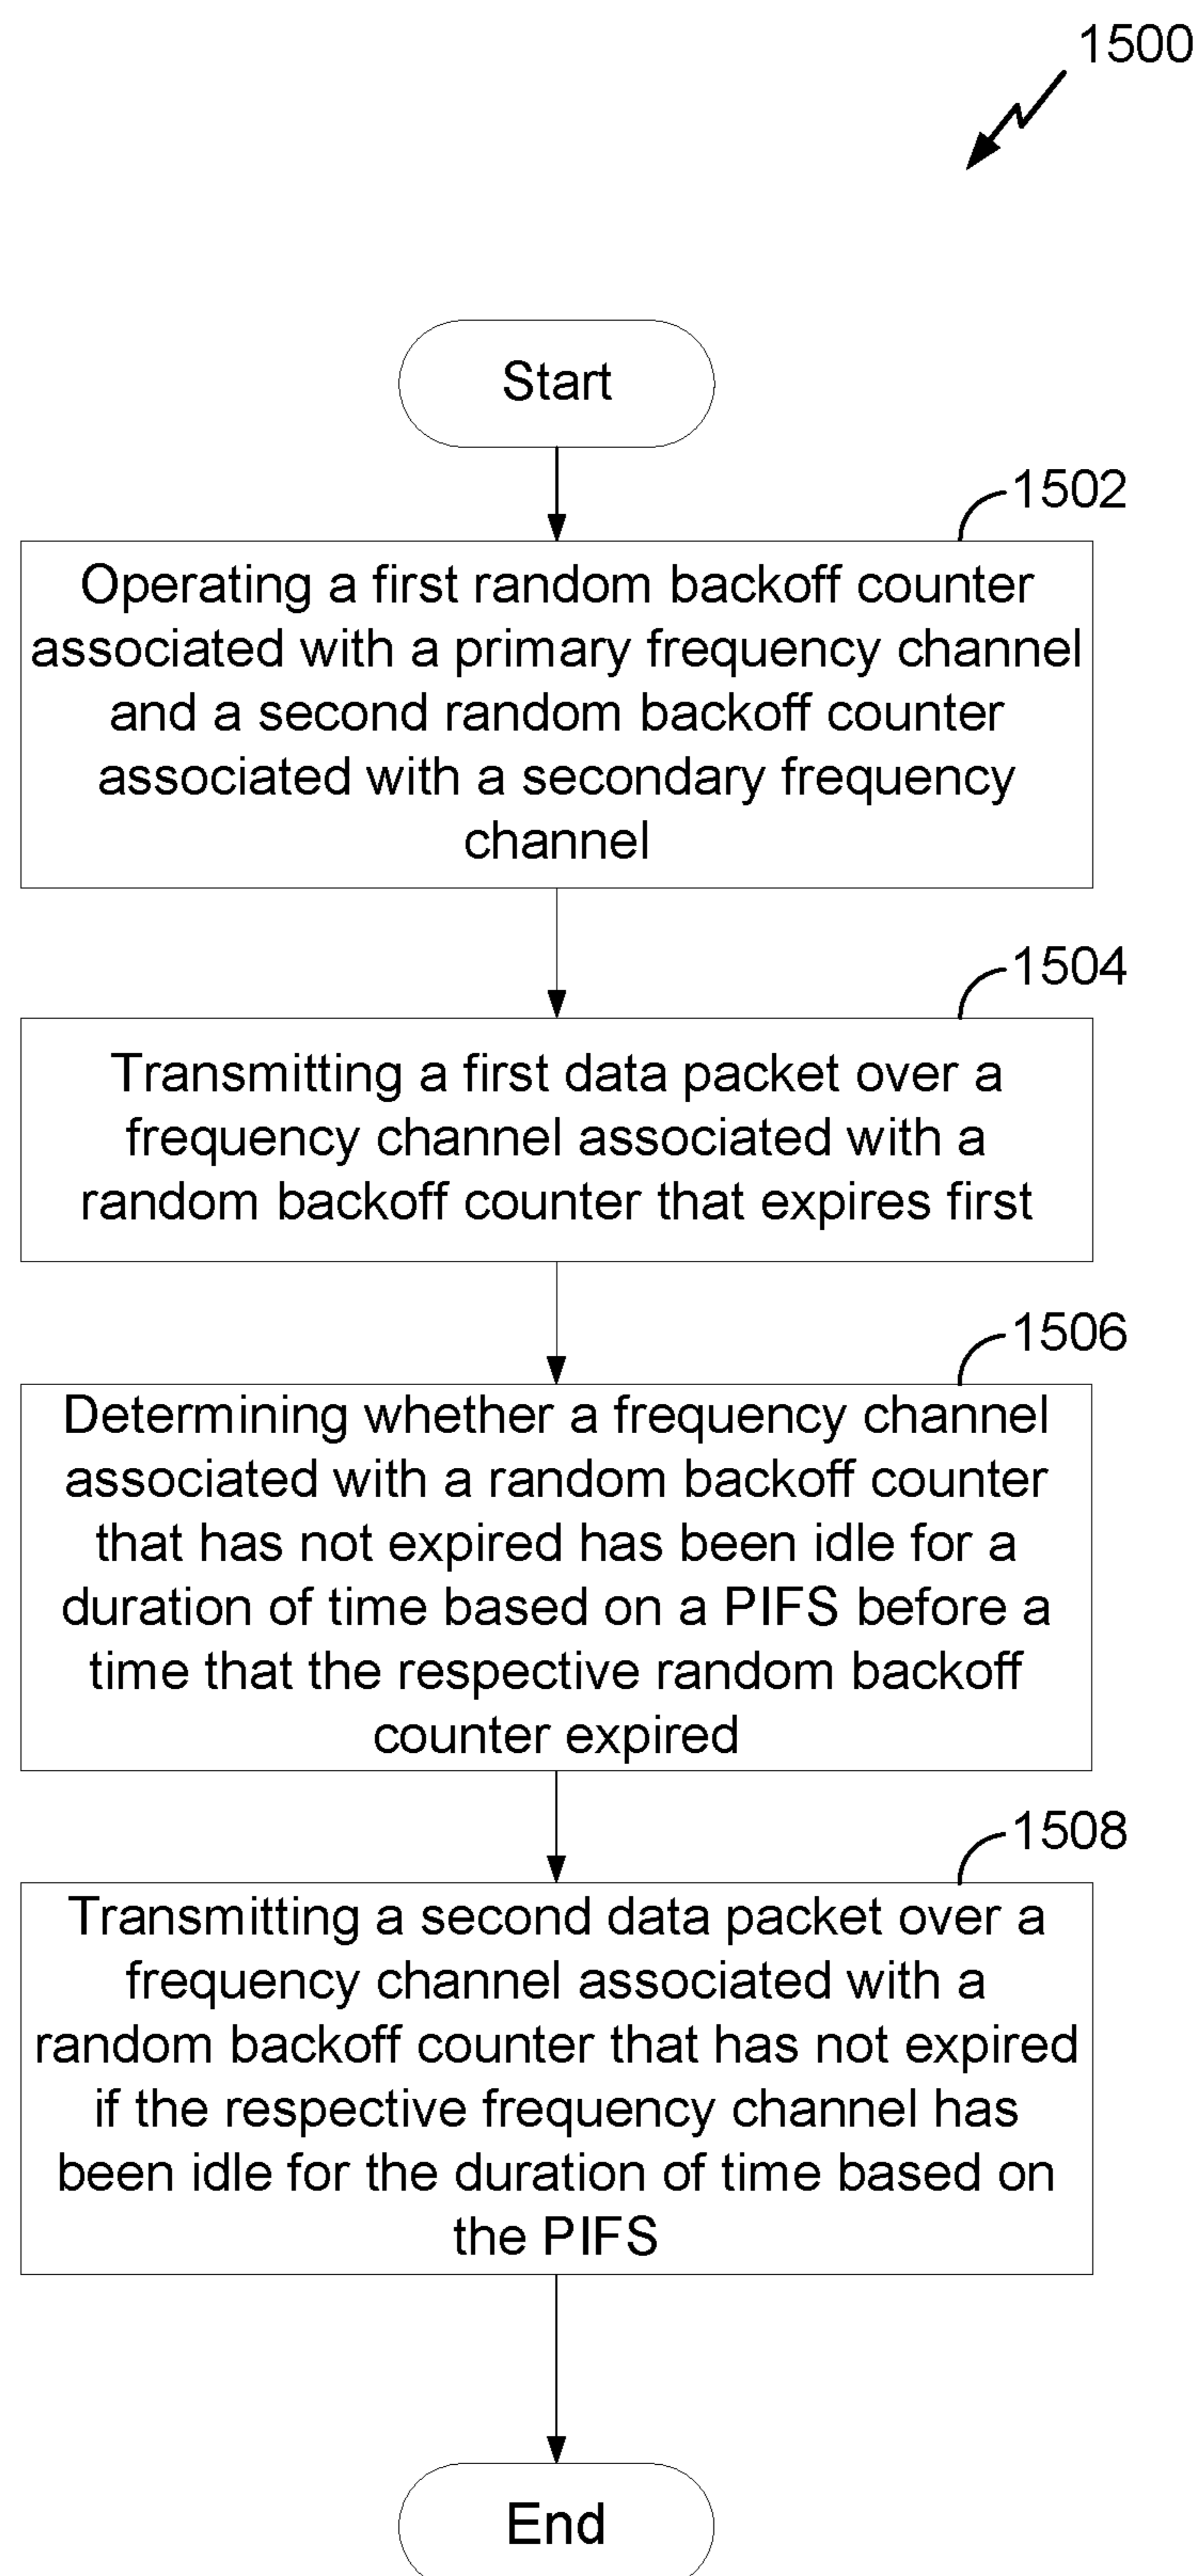 1500
Start
1502
Operating a first random backoff counter
associated with a primary frequency channel
and a second random backoff counter
associated with a secondary frequency
channel
1504
Transmitting a first data packet over a
frequency channel associated with a
random backoff counter that expires first
1506
Determining whether a frequency channel
associated with a random backoff counter
that has not expired has been idle for a
duration of time based on a PIFS before a
time that the respective random backoff
counter expired
1508
Transmitting a second data packet over a
frequency channel associated with a
random backoff counter that has not expired
if the respective frequency channel has
been idle for the duration of time based on
the PIFS
End